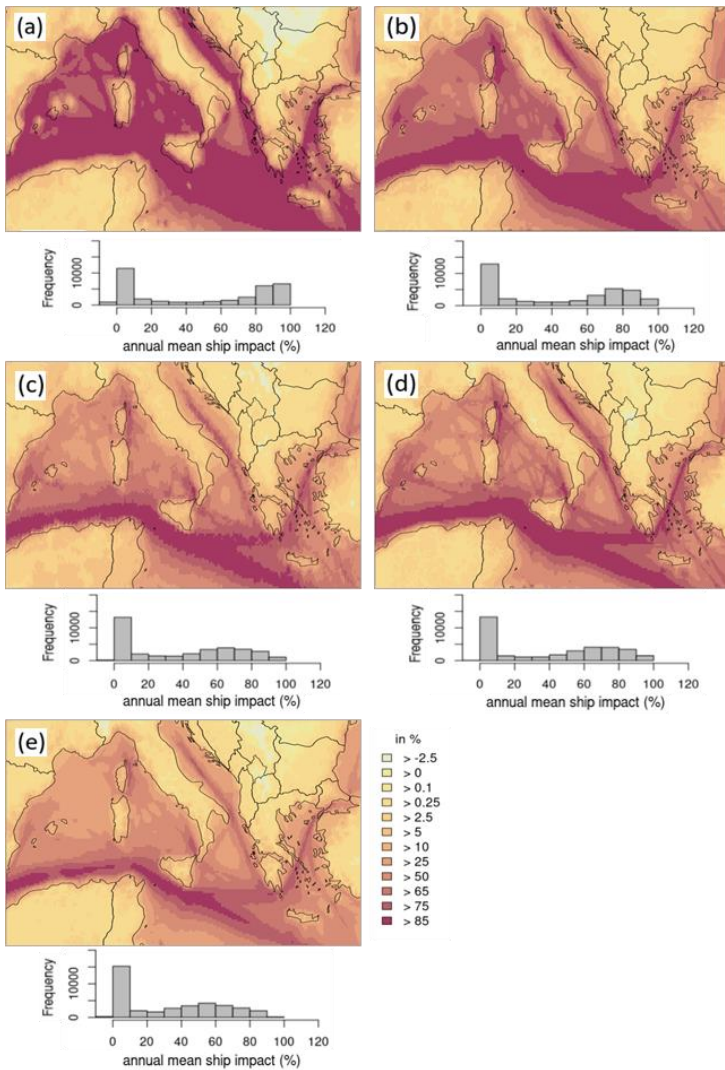 (a)
(b)
Frequency
0 10000
0 20 40 60 80 100 120
annual mean ship impact (%)
Frequency
0 10000
0 20 40 60 80 100 120
annual mean ship impact (%)
(c)
(d)
Frequency
0 10000
0 20 40 60 80 100 120
annual mean ship impact (%)
Frequency
0 10000
0 20 40 60 80 100 120
annual mean ship impact (%)
(e)
in %
> -2.5
> 0
> 0.1
> 0.25
> 2.5
> 5
> 10
> 25
> 50
> 65
> 75
> 85
Frequency
0 10000
0 20 40 60 80 100 120
annual mean ship impact (%)